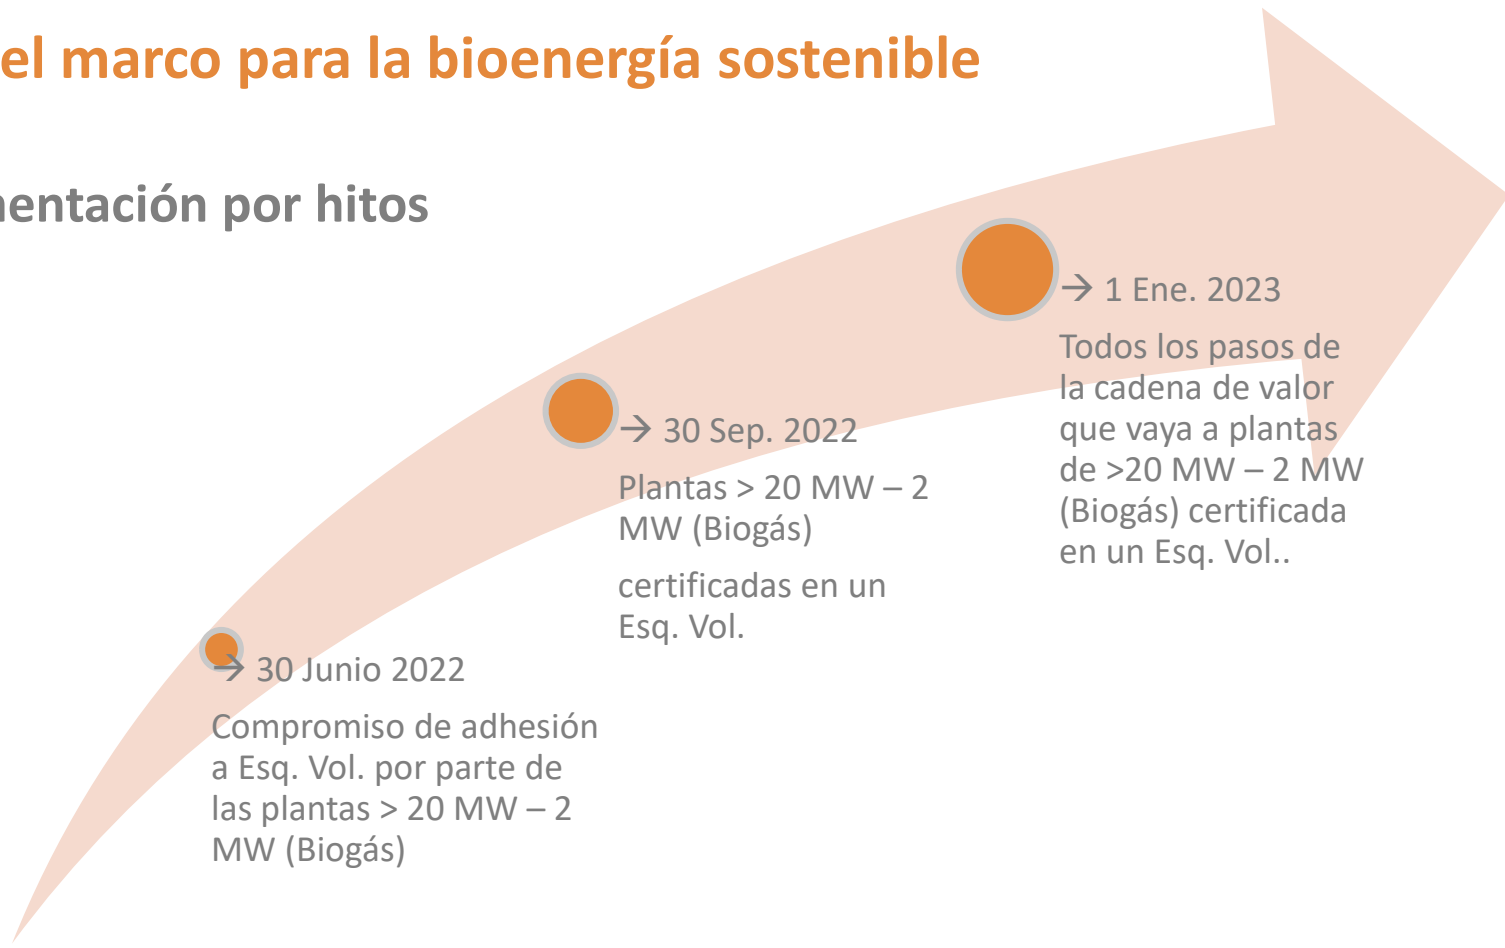 el marco para la bioenergía sostenible
entación por hitos
→ 30 Junio 2022
Compromiso de adhesión
a Esq. Vol. por parte de
las plantas > 20 MW – 2
MW (Biogás)
→ 30 Sep. 2022
Plantas > 20 MW – 2
MW (Biogás)
certificadas en un
Esq. Vol.
→ 1 Ene. 2023
Todos los pasos de
la cadena de valor
que vaya a plantas
de >20 MW – 2 MW
(Biogás) certificada
en un Esq. Vol..